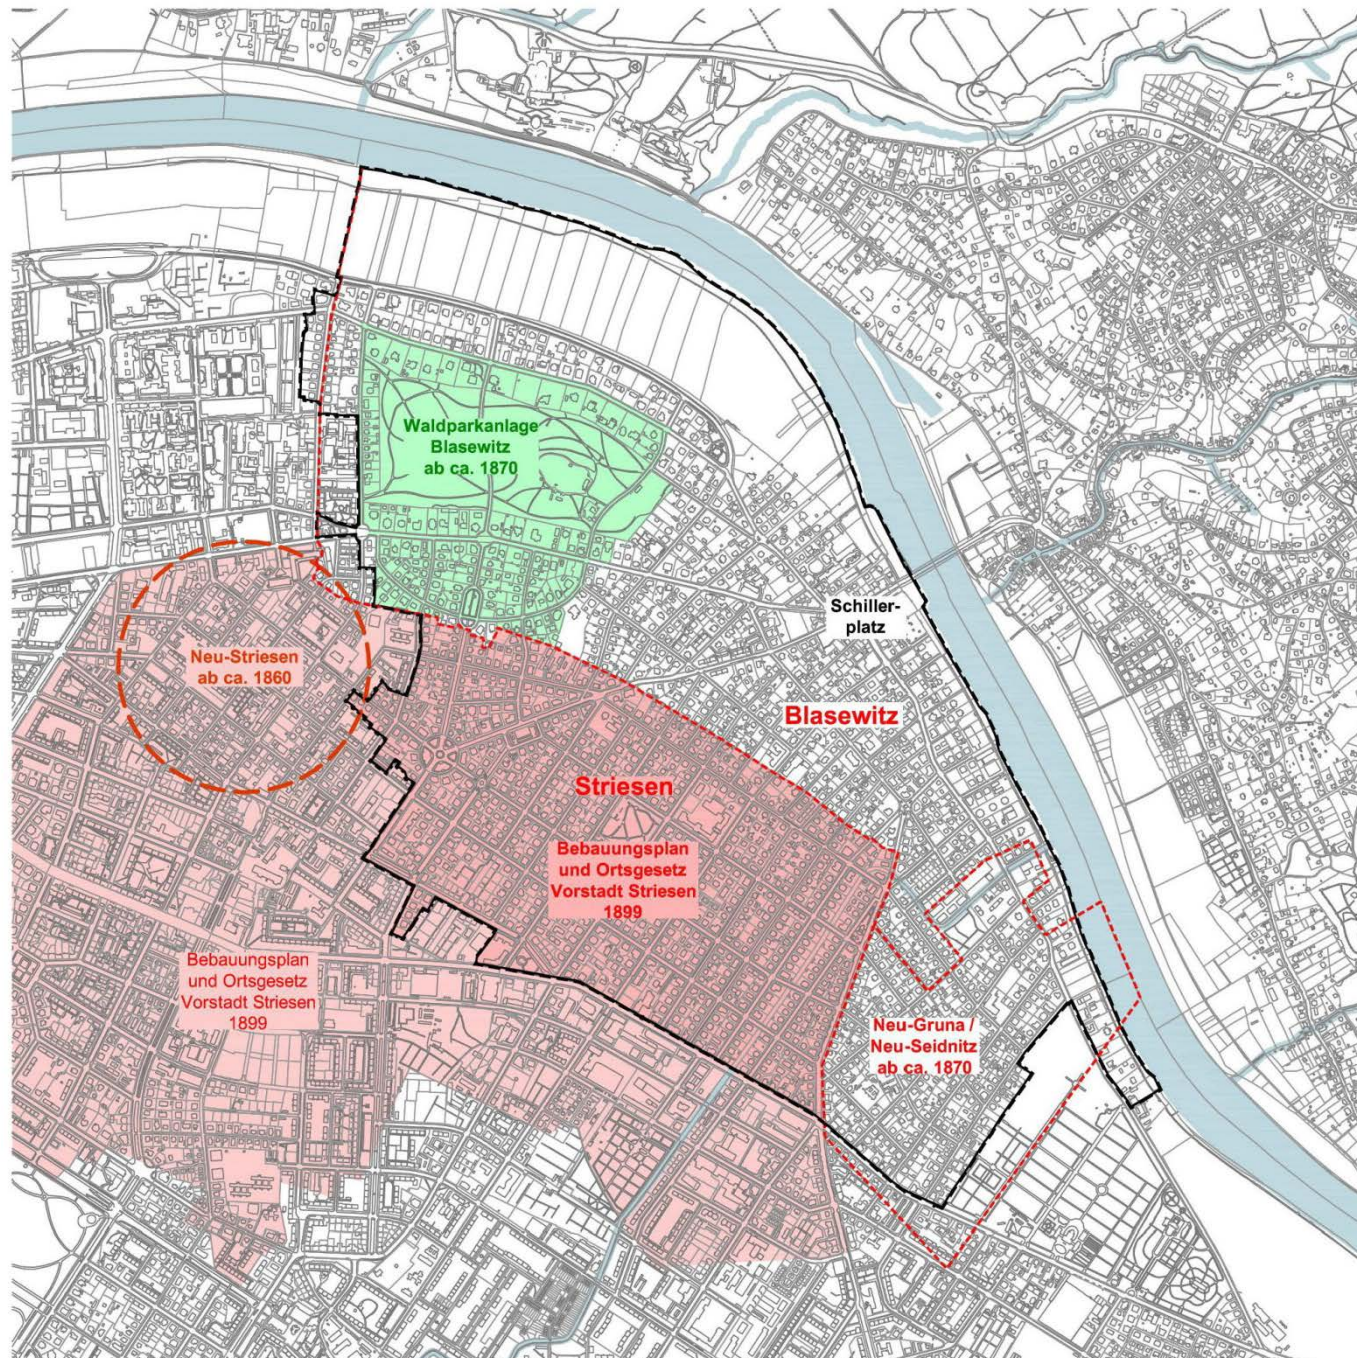 Waldparkanlage
Blasewitz
ab ca. 1870
Schiller-
platz
Neu-Striesen
ab ca. 1860
Blasewitz
Striesen
Bebauungsplan
und Ortsgesetz
Vorstadt Striesen
1899
Bebauungsplan
und Ortsgesetz
Vorstadt Striesen
1899
Neu-Gruna /
Neu-Seidnitz
ab ca. 1870